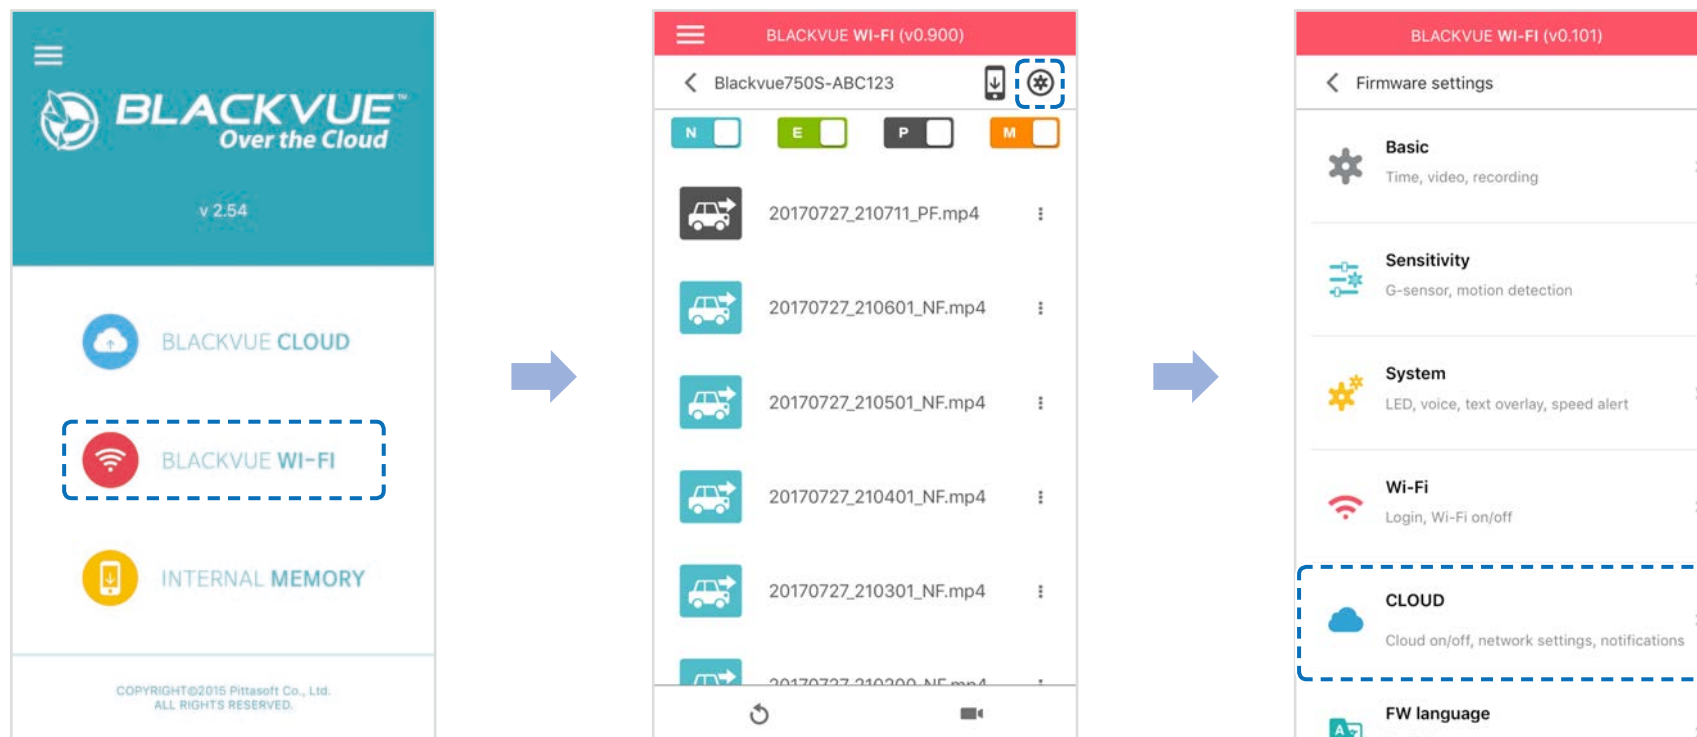 BLACKVUE™
Over the Cloud
v 2.54
BLACKVUE CLOUD
BLACKVUE WI-FI
INTERNAL MEMORY
COPYRIGHT©2015 Pittasoft Co., Ltd.
ALL RIGHTS RESERVED.
BLACKVUE WI-FI (v0.900)
Blackvue750S-ABC123
N E P M
20170727_210711_PF.mp4
20170727_210601_NF.mp4
20170727_210501_NF.mp4
20170727_210401_NF.mp4
20170727_210301_NF.mp4
20170727_210200_NF.mp4
BLACKVUE WI-FI (v0.101)
Firmware settings
Basic
Time, video, recording
Sensitivity
G-sensor, motion detection
System
LED, voice, text overlay, speed alert
Wi-Fi
Login, Wi-Fi on/off
CLOUD
Cloud on/off, network settings, notifications
FW language